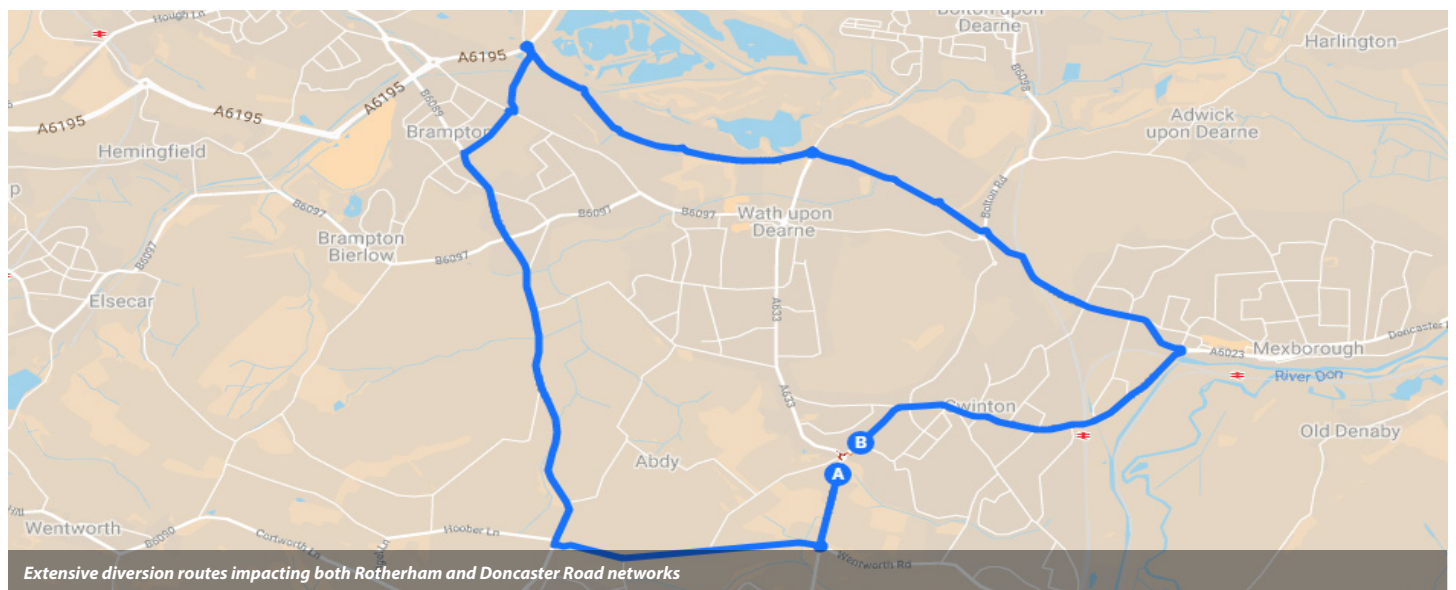 Hough Ln
Bolton upon
Dearne
Harlington
A6195
B6098
A6195
B6089
A6195
A6195
Adwick
upon Dearne
Brampton
Hemingfield
p
Bolton Rd
B6097
B6097
B6097
Wath upon
Dearne
Brampton
Bierlow
B6097
B6097
Elsecar
A633
Doncaster
A6023
Mexborough
River Don
A633
Swinton
Old Denaby
B
Abdy
A
Wentworth
B6090
Hoober Ln
Cortworth Ln
Wentworth Rd
Extensive diversion routes impacting both Rotherham and Doncaster Road networks